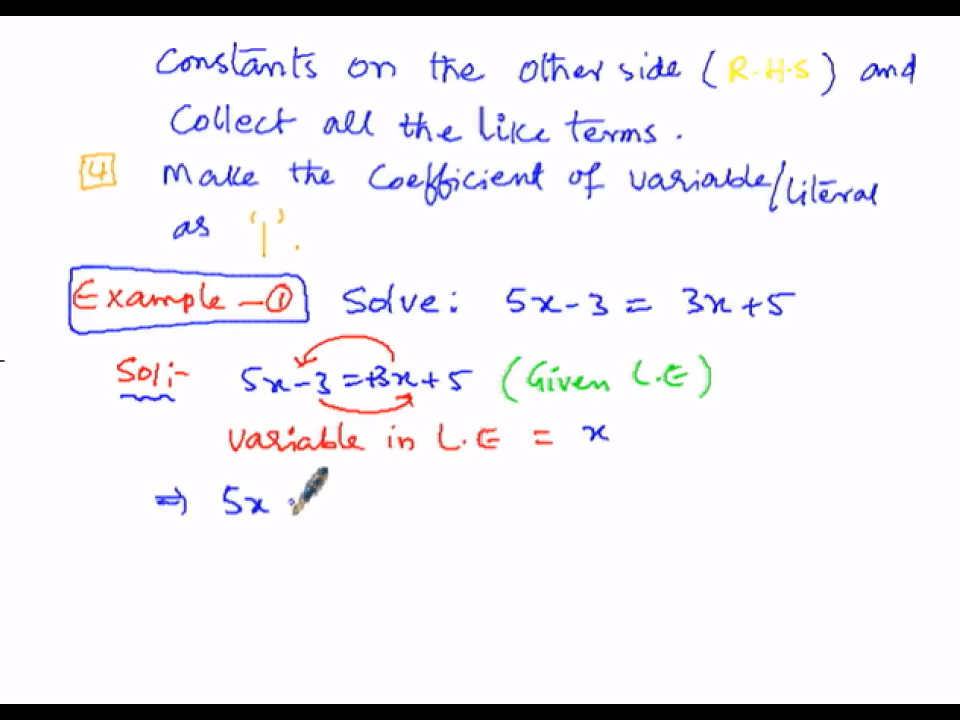 Constants on the other side (R.H.S) and
Collect all the like terms.
4 Make the Coefficient of variable/literal
as '1'.
Example-① Solve: 5x-3 = 3x+5
Sol:- 5x-3=+3x+5 (Given L.E)
Variable in L.E = x
⇒ 5x